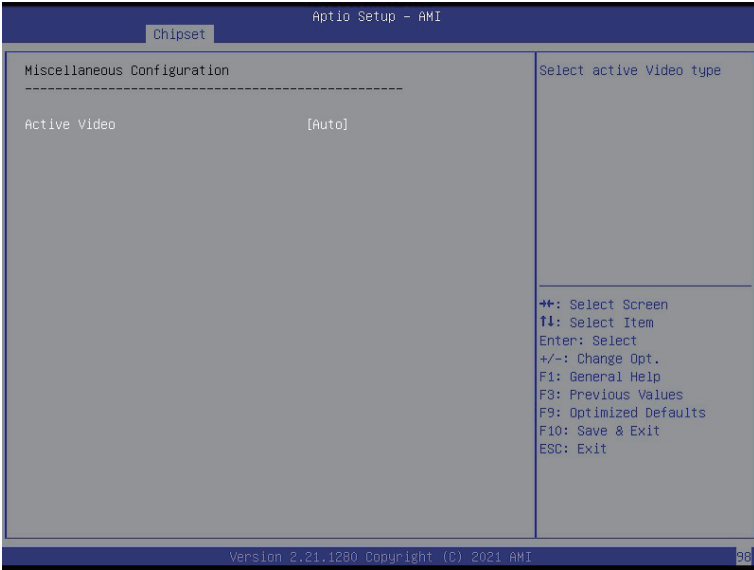 Aptio Setup – AMI
Chipset
Miscellaneous Configuration
--------------------------------------------------
Active Video [Auto]
Select active Video type
→←: Select Screen
↑↓: Select Item
Enter: Select
+/-: Change Opt.
F1: General Help
F3: Previous Values
F9: Optimized Defaults
F10: Save & Exit
ESC: Exit
Version 2.21.1280 Copyright (C) 2021 AMI
98